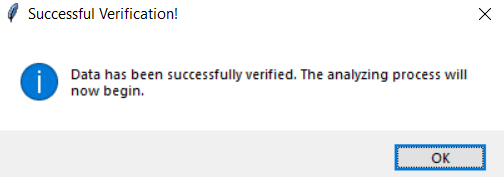 Successful Verification!
Data has been successfully verified. The analyzing process will
now begin.
OK